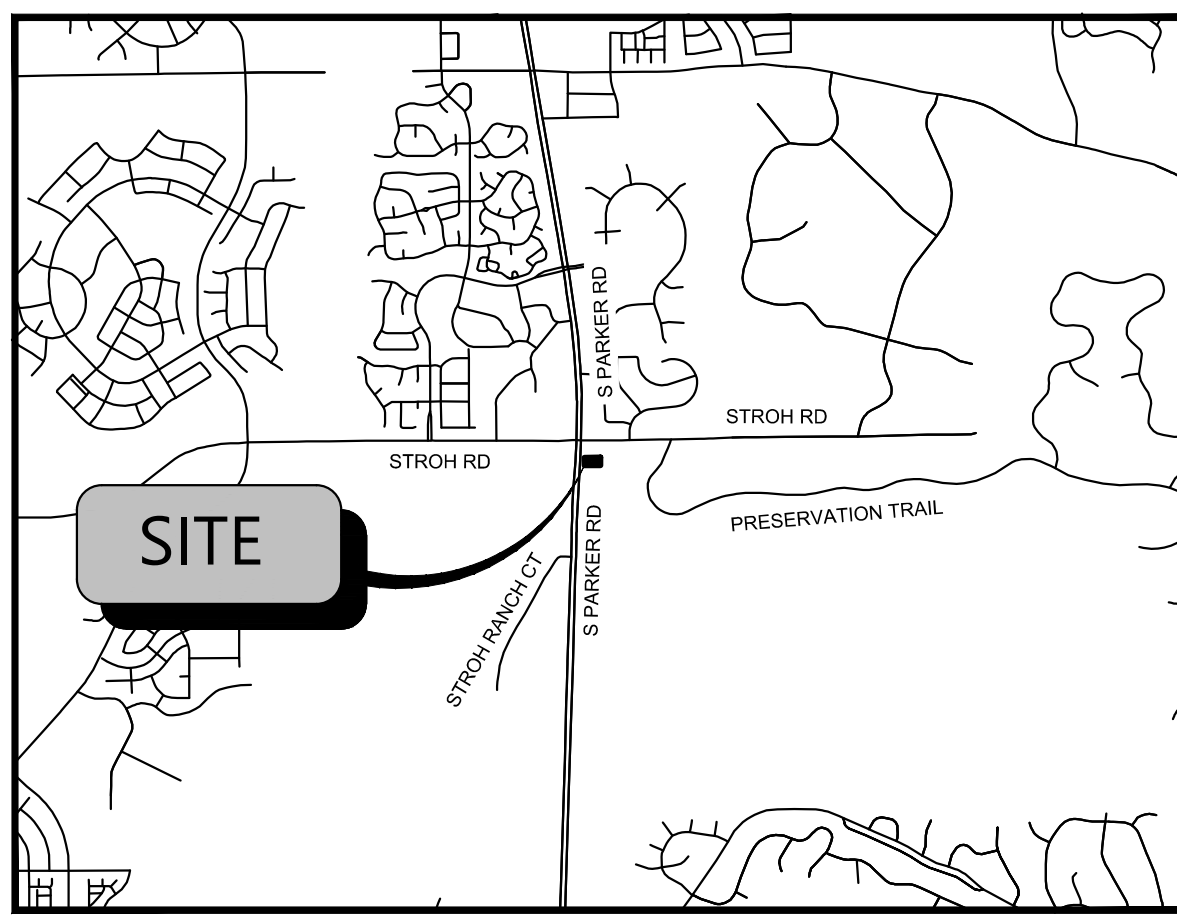 S PARKER RD
STROH RD
STROH RD
PRESERVATION TRAIL
SITE
S PARKER RD
STROH RANCH CT